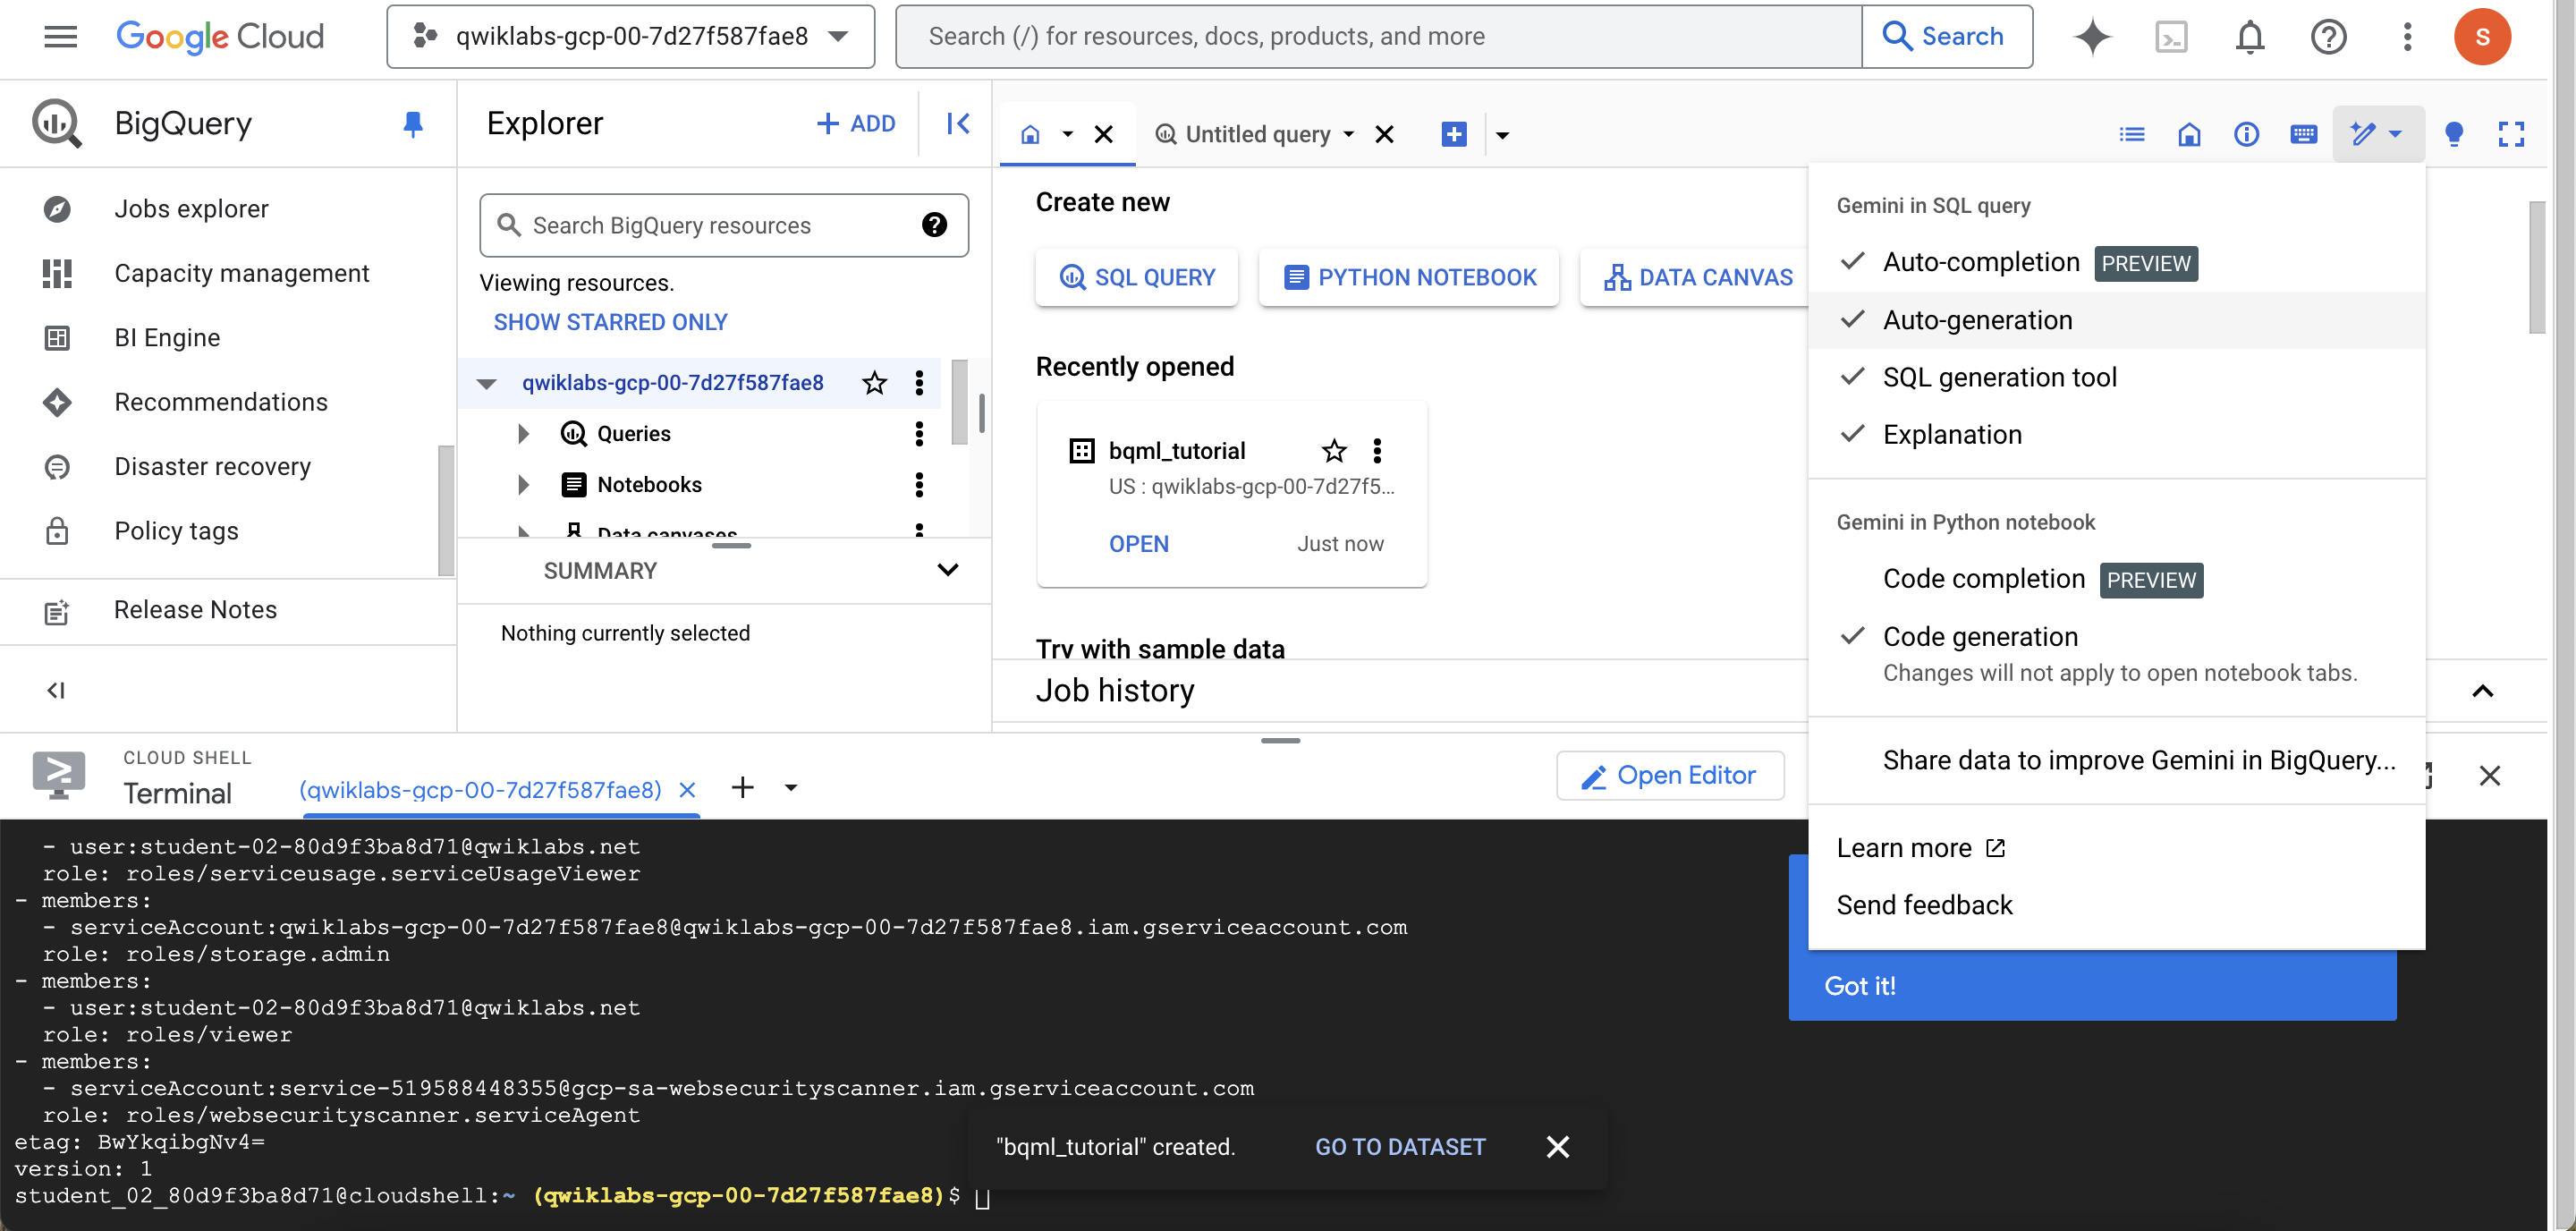 Google Cloud
qwiklabs-gcp-00-7d27f587fae8
Search (/) for resources, docs, products, and more
Search
S
BigQuery
Jobs explorer
Capacity management
BI Engine
Recommendations
Disaster recovery
Policy tags
Release Notes
Explorer
+ ADD
Search BigQuery resources
Viewing resources.
SHOW STARRED ONLY
qwiklabs-gcp-00-7d27f587fae8
Queries
Notebooks
Data canvases
SUMMARY
Nothing currently selected
Untitled query
Create new
SQL QUERY
PYTHON NOTEBOOK
DATA CANVAS
Recently opened
bqml_tutorial
US : qwiklabs-gcp-00-7d27f5...
OPEN
Just now
Try with sample data
Job history
Gemini in SQL query
Auto-completion PREVIEW
Auto-generation
SQL generation tool
Explanation
Gemini in Python notebook
Code completion PREVIEW
Code generation
Changes will not apply to open notebook tabs.
Share data to improve Gemini in BigQuery...
Learn more
Send feedback
Got it!
CLOUD SHELL
Terminal
(qwiklabs-gcp-00-7d27f587fae8)
Open Editor
- user:student-02-80d9f3ba8d71@qwiklabs.net
role: roles/serviceusage.serviceUsageViewer
- members:
- serviceAccount:qwiklabs-gcp-00-7d27f587fae8@qwiklabs-gcp-00-7d27f587fae8.iam.gserviceaccount.com
role: roles/storage.admin
- members:
- user:student-02-80d9f3ba8d71@qwiklabs.net
role: roles/viewer
- members:
- serviceAccount:service-519588448355@gcp-sa-websecurityscanner.iam.gserviceaccount.com
role: roles/websecurityscanner.serviceAgent
etag: BwYkqibgNv4=
version: 1
student_02_80d9f3ba8d71@cloudshell:~ (qwiklabs-gcp-00-7d27f587fae8)$
"bqml_tutorial" created.
GO TO DATASET